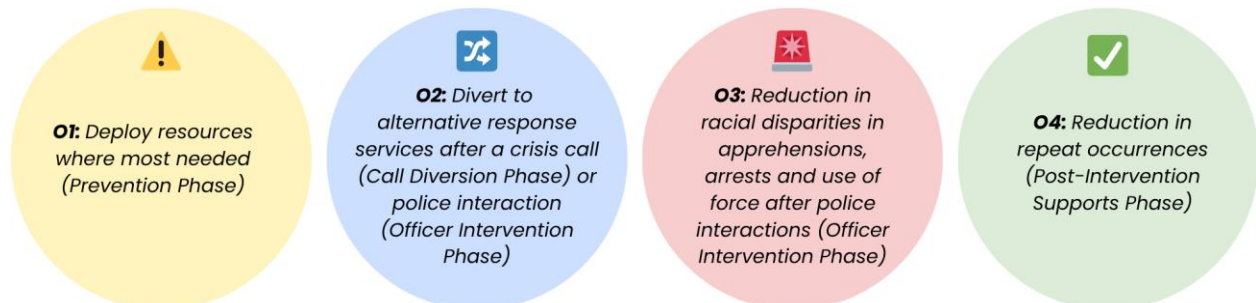 O1: Deploy resources
where most needed
(Prevention Phase)
O2: Divert to
alternative response
services after a crisis call
(Call Diversion Phase) or
police interaction
(Officer Intervention
Phase)
O3: Reduction in
racial disparities in
apprehensions,
arrests and use of
force after police
interactions (Officer
Intervention Phase)
O4: Reduction in
repeat occurrences
(Post-Intervention
Supports Phase)